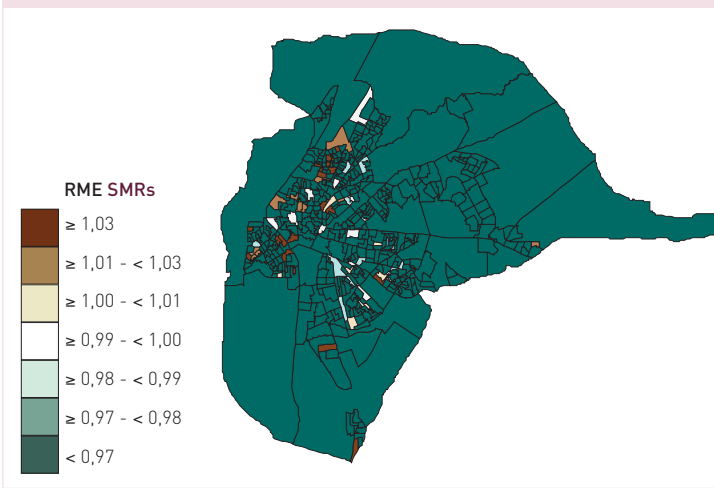 RME SMRs
≥ 1,03
≥ 1,01 - < 1,03
≥ 1,00 - < 1,01
≥ 0,99 - < 1,00
≥ 0,98 - < 0,99
≥ 0,97 - < 0,98
< 0,97